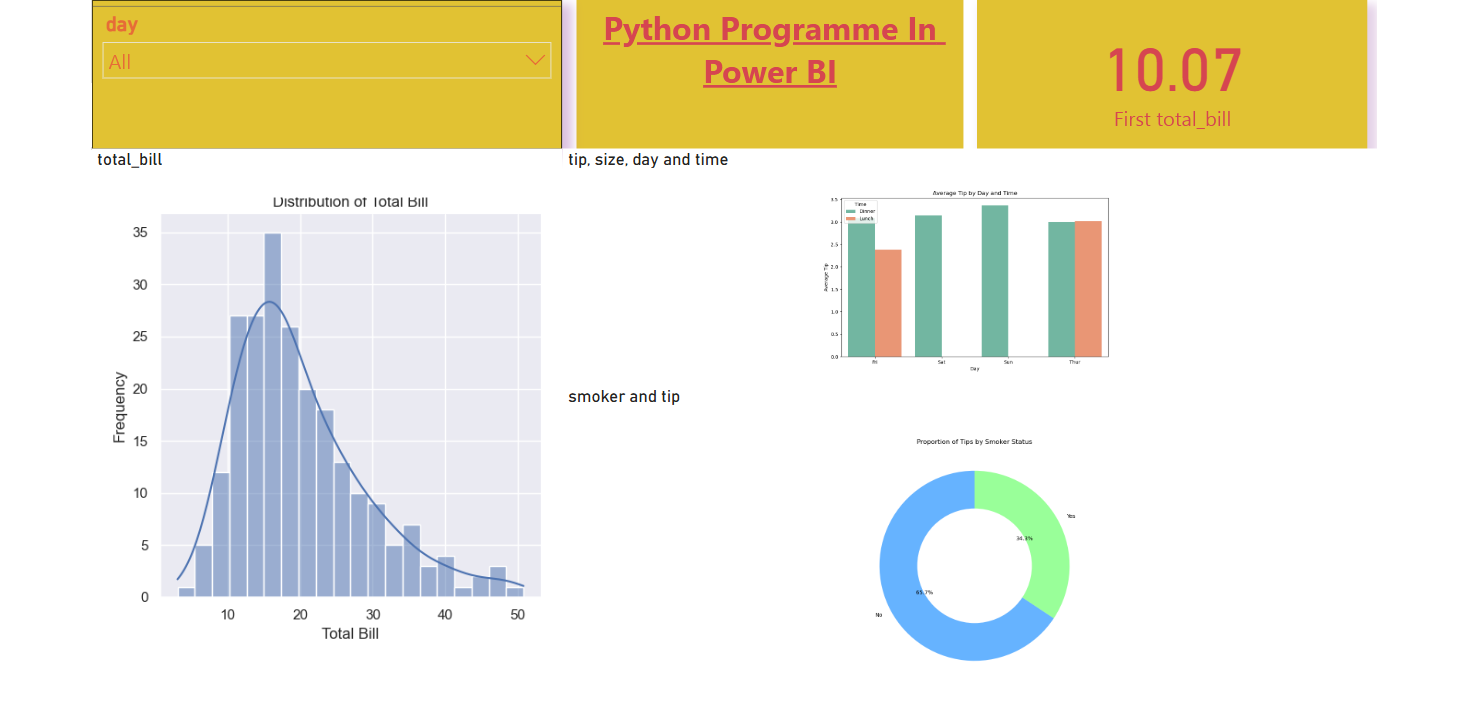 day
All
Python Programme In
Power BI
10.07
First total_bill
total_bill
Distribution of Total Bill
35
30
25
20
15
10
5
0
Frequency
10
20
30
40
50
Total Bill
tip, size, day and time
Average Tip by Day and Time
Time
Dinner
Lunch
3.5
3.0
2.5
2.0
1.5
1.0
0.5
0.0
Average Tip
Fri
Sat
Sun
Thur
Day
smoker and tip
Proportion of Tips by Smoker Status
Yes
34.3%
65.7%
No